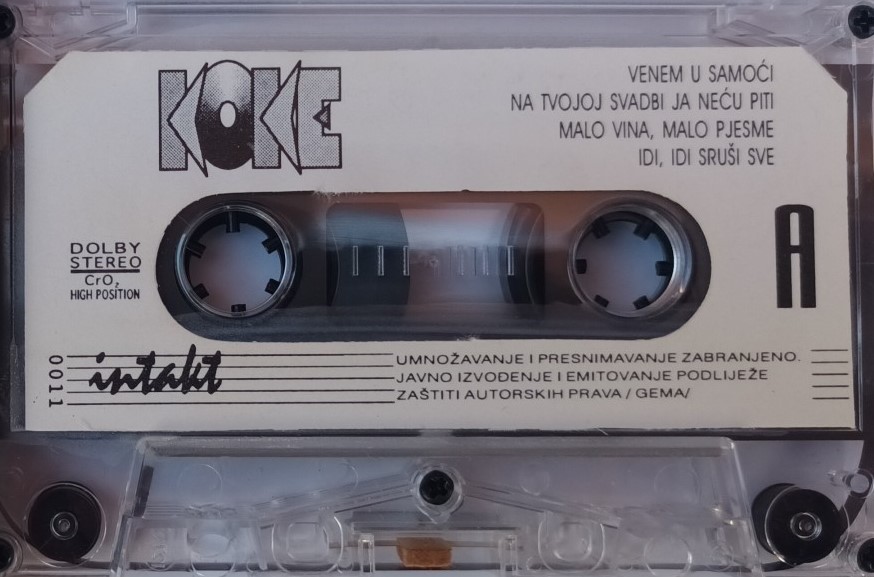 KOKE
VENEM U SAMOĆI
NA TVOJOJ SVADBI JA NEĆU PITI
MALO VINA, MALO PJESME
IDI, IDI SRUŠI SVE
DOLBY
STEREO
CrO₂
HIGH POSITION
A
0011
intakt
UMNOŽAVANJE I PRESNIMAVANJE ZABRANJENO.
JAVNO IZVOĐENJE I EMITOVANJE PODLIJEŽE
ZAŠTITI AUTORSKIH PRAVA / GEMA/